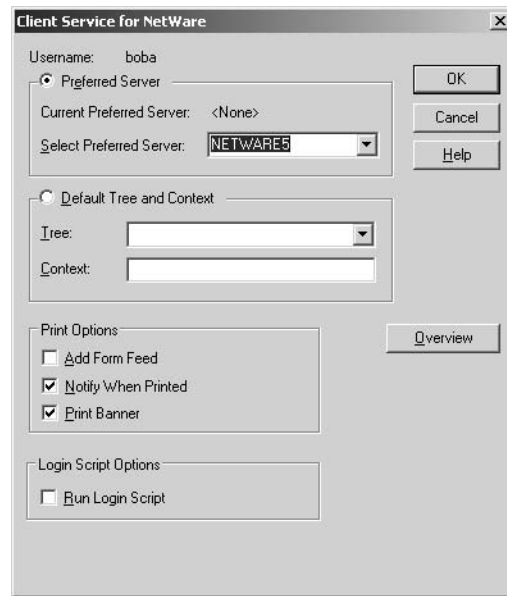 Client Service for NetWare
Username: boba
Preferred Server
OK
Current Preferred Server: <None>
Cancel
Select Preferred Server: NETWARE5
Help
Default Tree and Context
Tree:
Context:
Print Options
Overview
Add Form Feed
Notify When Printed
Print Banner
Login Script Options
Run Login Script